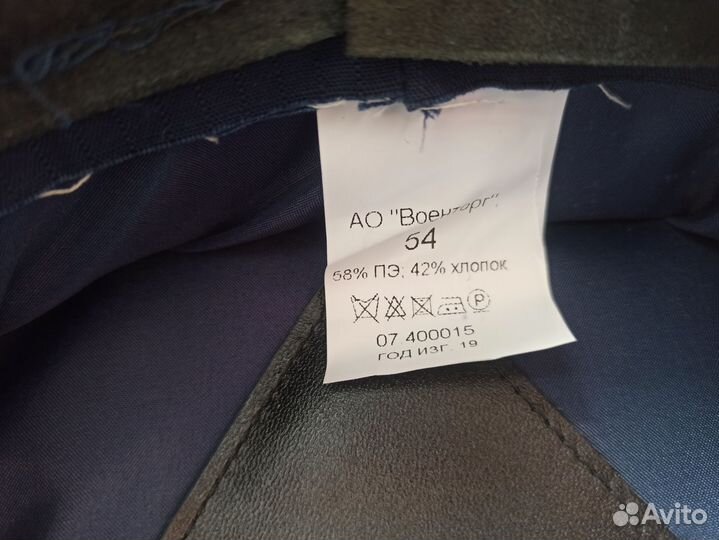 АО "Военторг"
54
58% ПЭ; 42% хлопок
P
07 400015
ГОД ИЗГ. 19
Avito